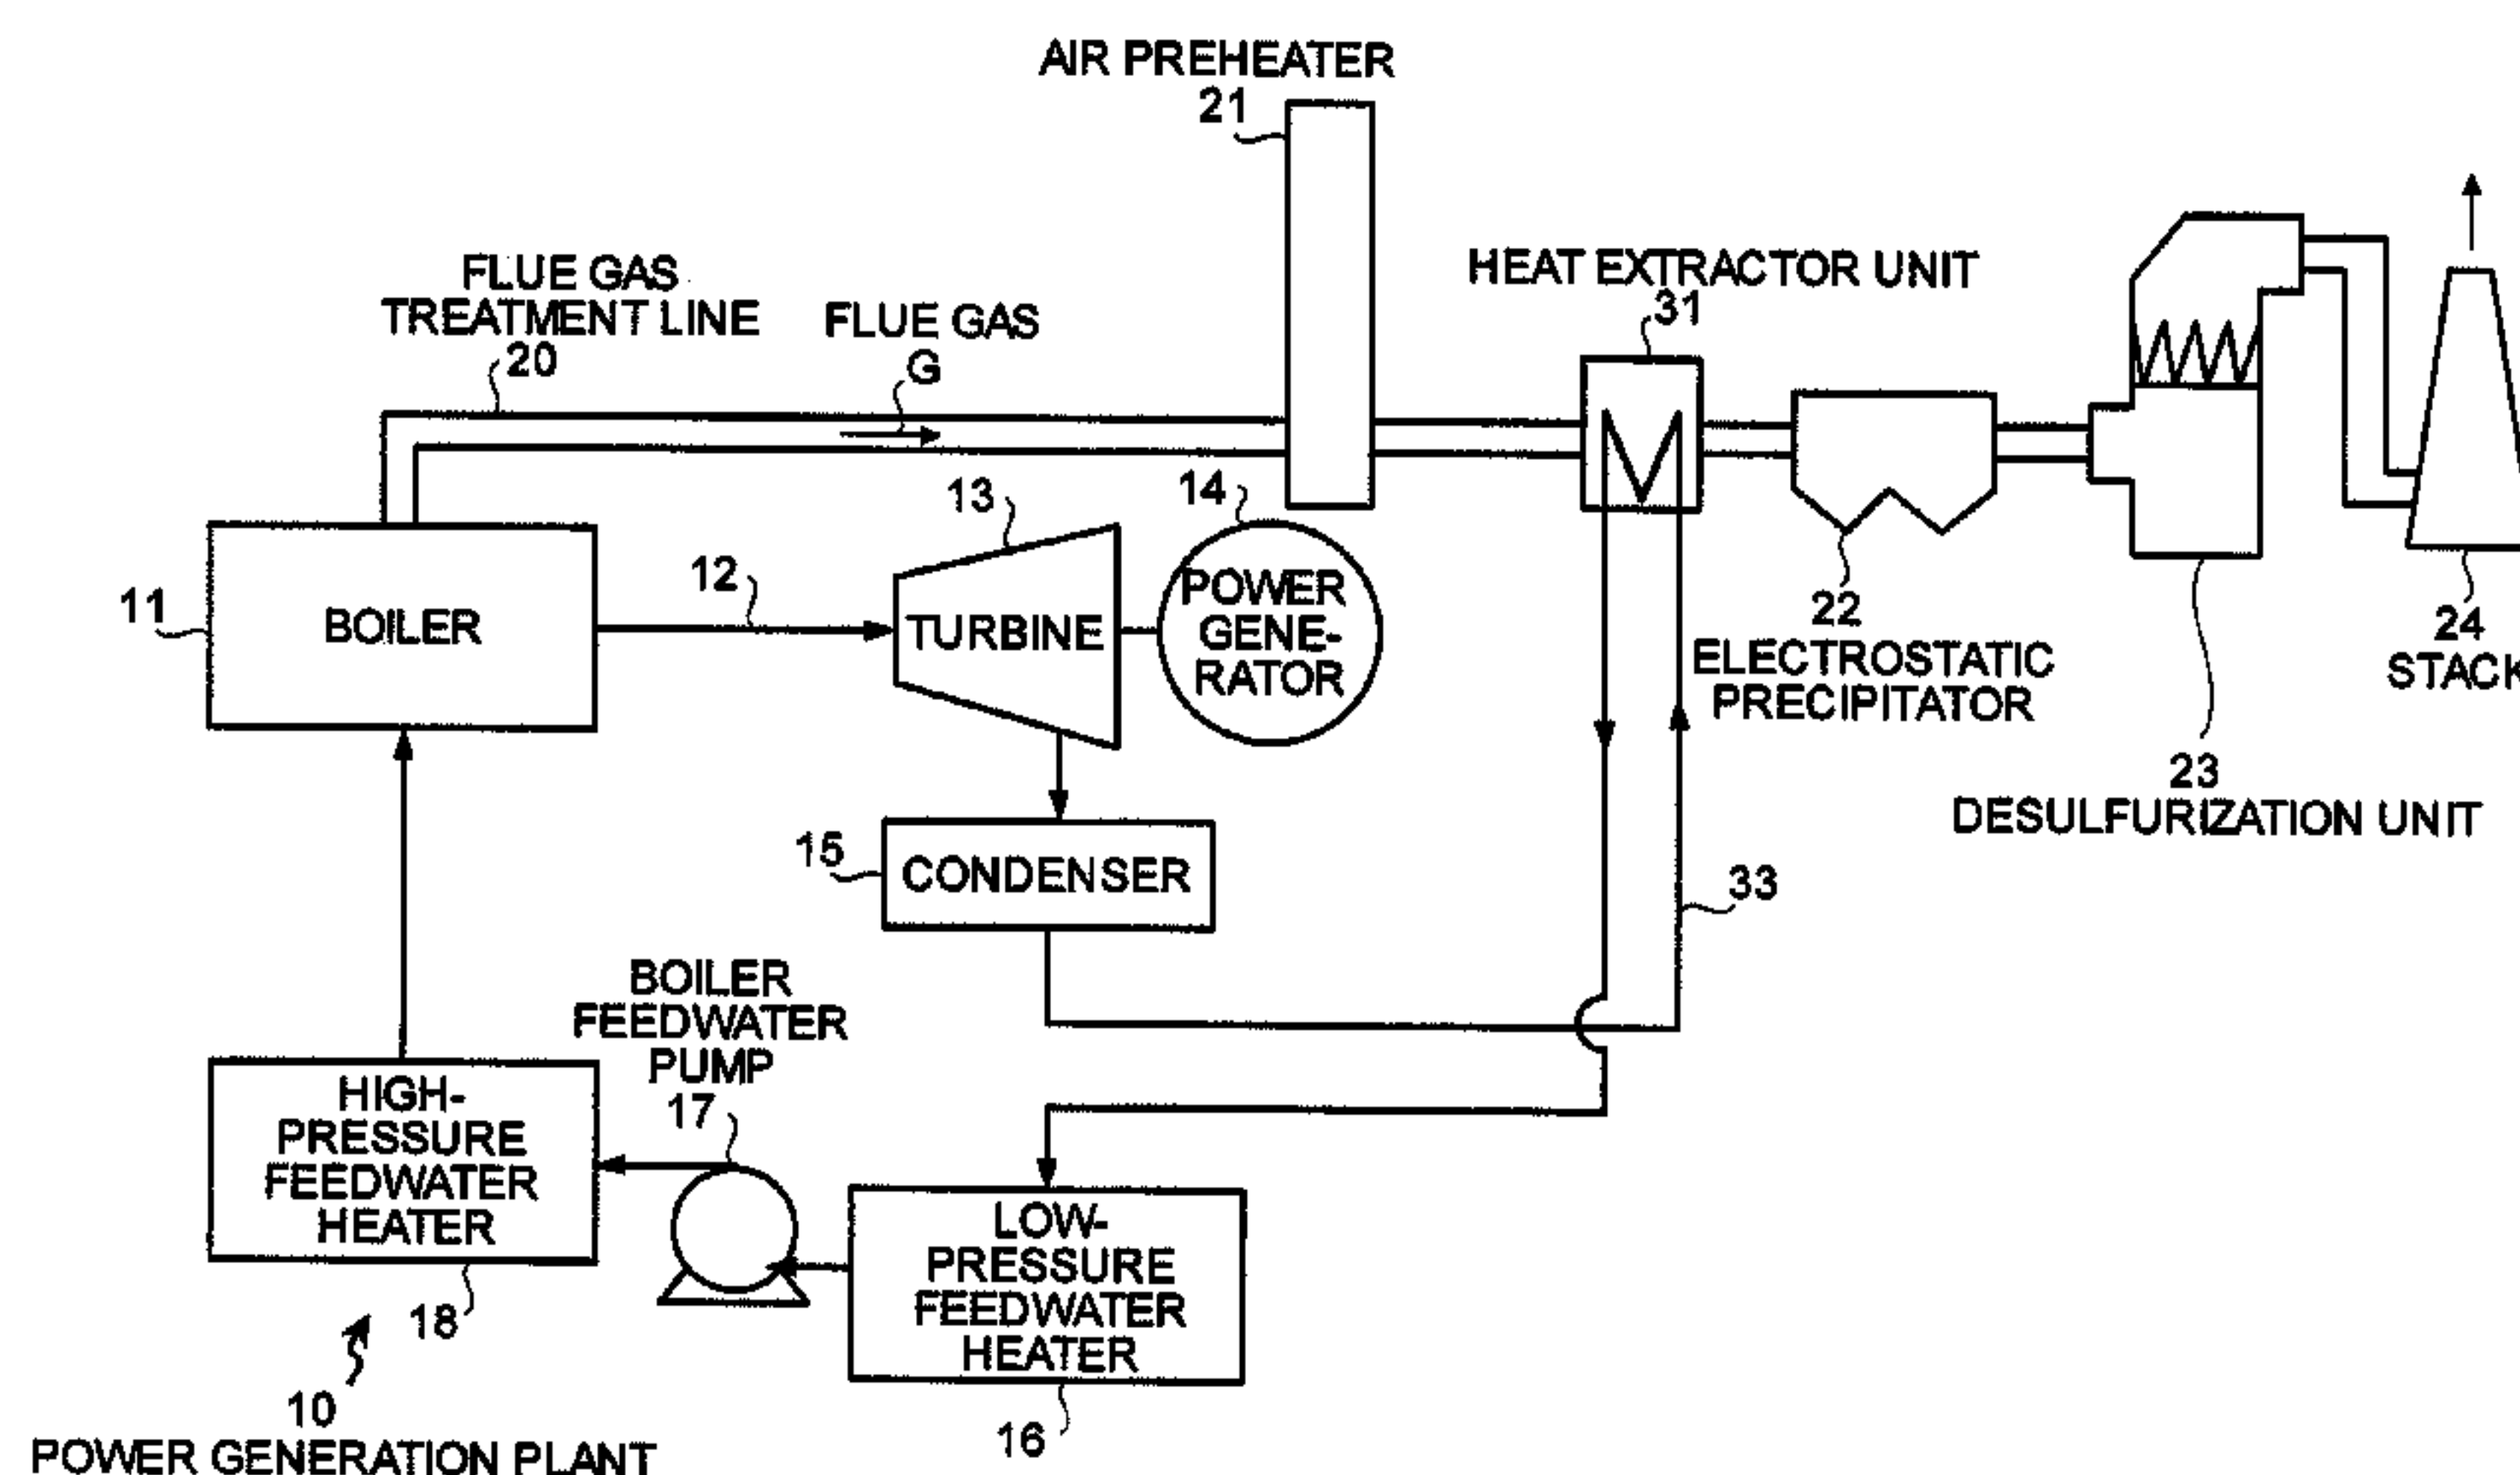 AIR PREHEATER
21
HEAT EXTRACTOR UNIT
31
FLUE GAS
TREATMENT LINE
20
FLUE GAS
G
13
14
12
11
BOILER
TURBINE
POWER
GENE-
RATOR
22
ELECTROSTATIC
PRECIPITATOR
24
STACK
23
DESULFURIZATION UNIT
15
CONDENSER
33
BOILER
FEEDWATER
PUMP
17
HIGH-
PRESSURE
FEEDWATER
HEATER
18
LOW-
PRESSURE
FEEDWATER
HEATER
16
10
POWER GENERATION PLANT